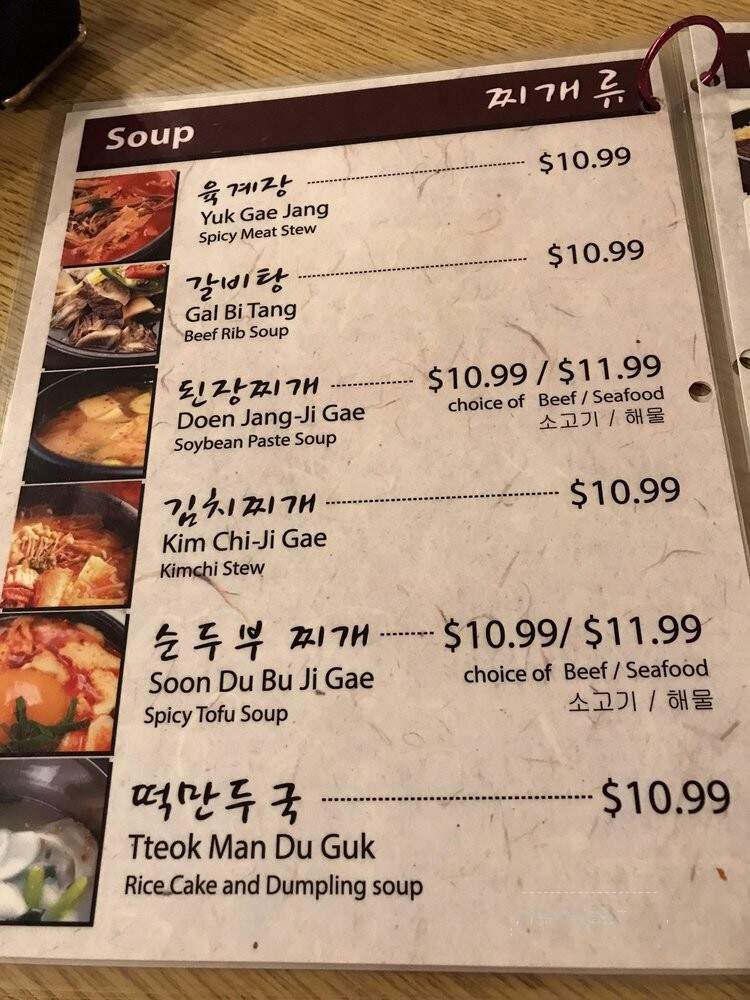 Soup 찌개류
육계장 $10.99
Yuk Gae Jang
Spicy Meat Stew
갈비탕 $10.99
Gal Bi Tang
Beef Rib Soup
된장찌개 $10.99 / $11.99
Doen Jang-Ji Gae choice of Beef / Seafood
Soybean Paste Soup 소고기 / 해물
김치찌개 $10.99
Kim Chi-Ji Gae
Kimchi Stew
순두부 찌개 $10.99/ $11.99
Soon Du Bu Ji Gae choice of Beef / Seafood
Spicy Tofu Soup 소고기 / 해물
떡만두국 $10.99
Tteok Man Du Guk
Rice Cake and Dumpling soup